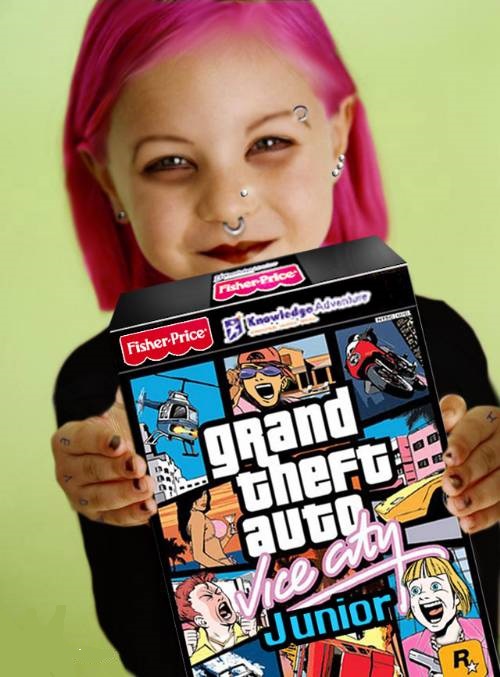 Fisher-Price
Fisher-Price Knowledge Adventure
grand
theft
auto
Vice City
Junior
R